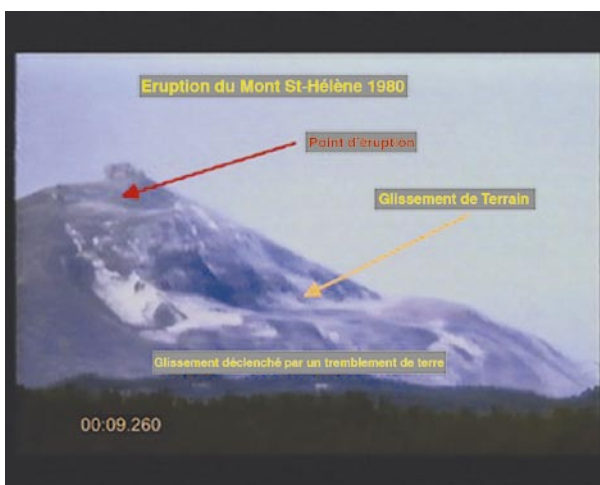 Eruption du Mont St-Hélène 1980
Point d'éruption
Glissement de Terrain
Glissement déclenché par un tremblement de terre
00:09.260